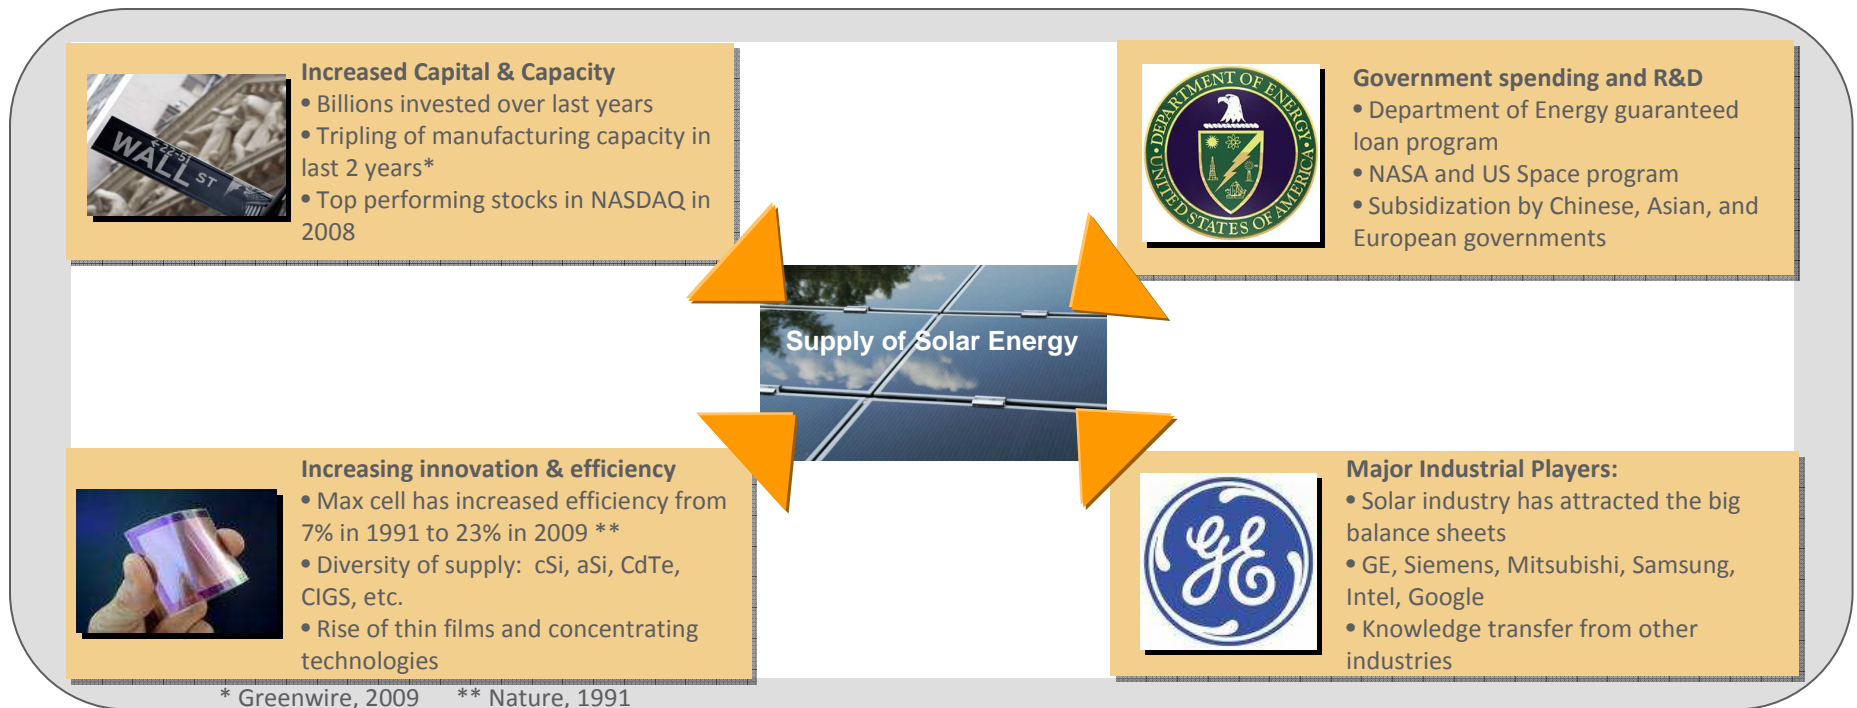 Increased Capital & Capacity
• Billions invested over last years
• Tripling of manufacturing capacity in
last 2 years*
• Top performing stocks in NASDAQ in
2008
←22-51
WALL ST
Government spending and R&D
• Department of Energy guaranteed
loan program
• NASA and US Space program
• Subsidization by Chinese, Asian, and
European governments
DEPARTMENT OF ENERGY
UNITED STATES OF AMERICA
Supply of Solar Energy
Increasing innovation & efficiency
• Max cell has increased efficiency from
7% in 1991 to 23% in 2009 **
• Diversity of supply: cSi, aSi, CdTe,
CIGS, etc.
• Rise of thin films and concentrating
technologies
Major Industrial Players:
• Solar industry has attracted the big
balance sheets
• GE, Siemens, Mitsubishi, Samsung,
Intel, Google
• Knowledge transfer from other
industries
GE
* Greenwire, 2009 ** Nature, 1991